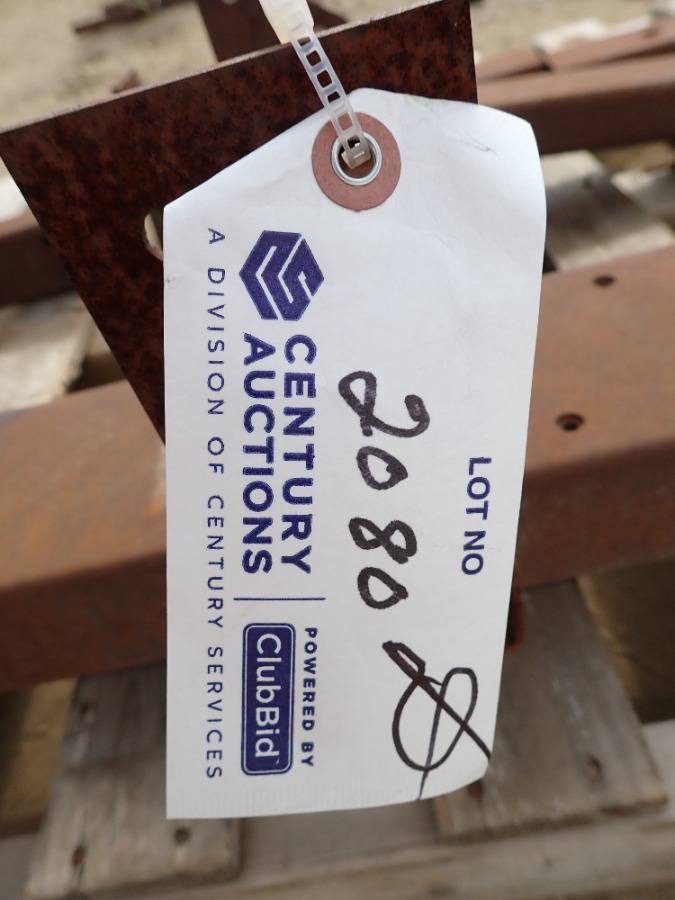 LOT NO
2080
CENTURY
AUCTIONS
POWERED BY
ClubBid
A DIVISION OF CENTURY SERVICES